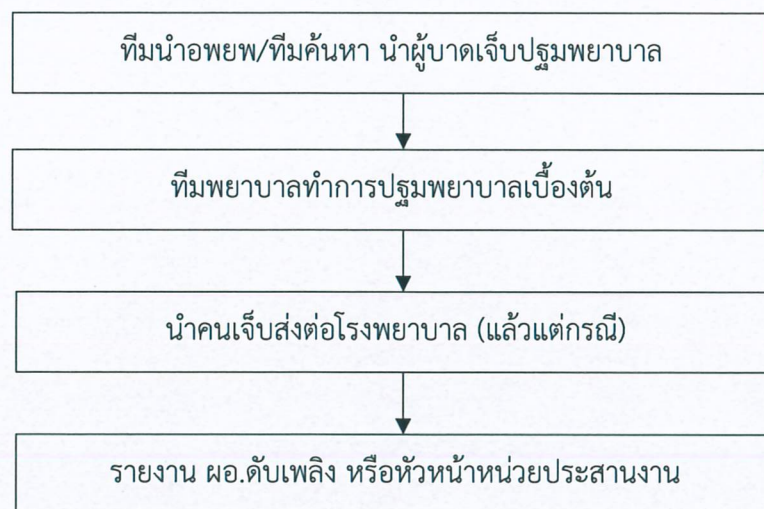 ทีมนำอพยพ/ทีมค้นหา นำผู้บาดเจ็บปฐมพยาบาล
ทีมพยาบาลทำการปฐมพยาบาลเบื้องต้น
นำคนเจ็บส่งต่อโรงพยาบาล (แล้วแต่กรณี)
รายงาน ผอ.ดับเพลิง หรือหัวหน้าหน่วยประสานงาน